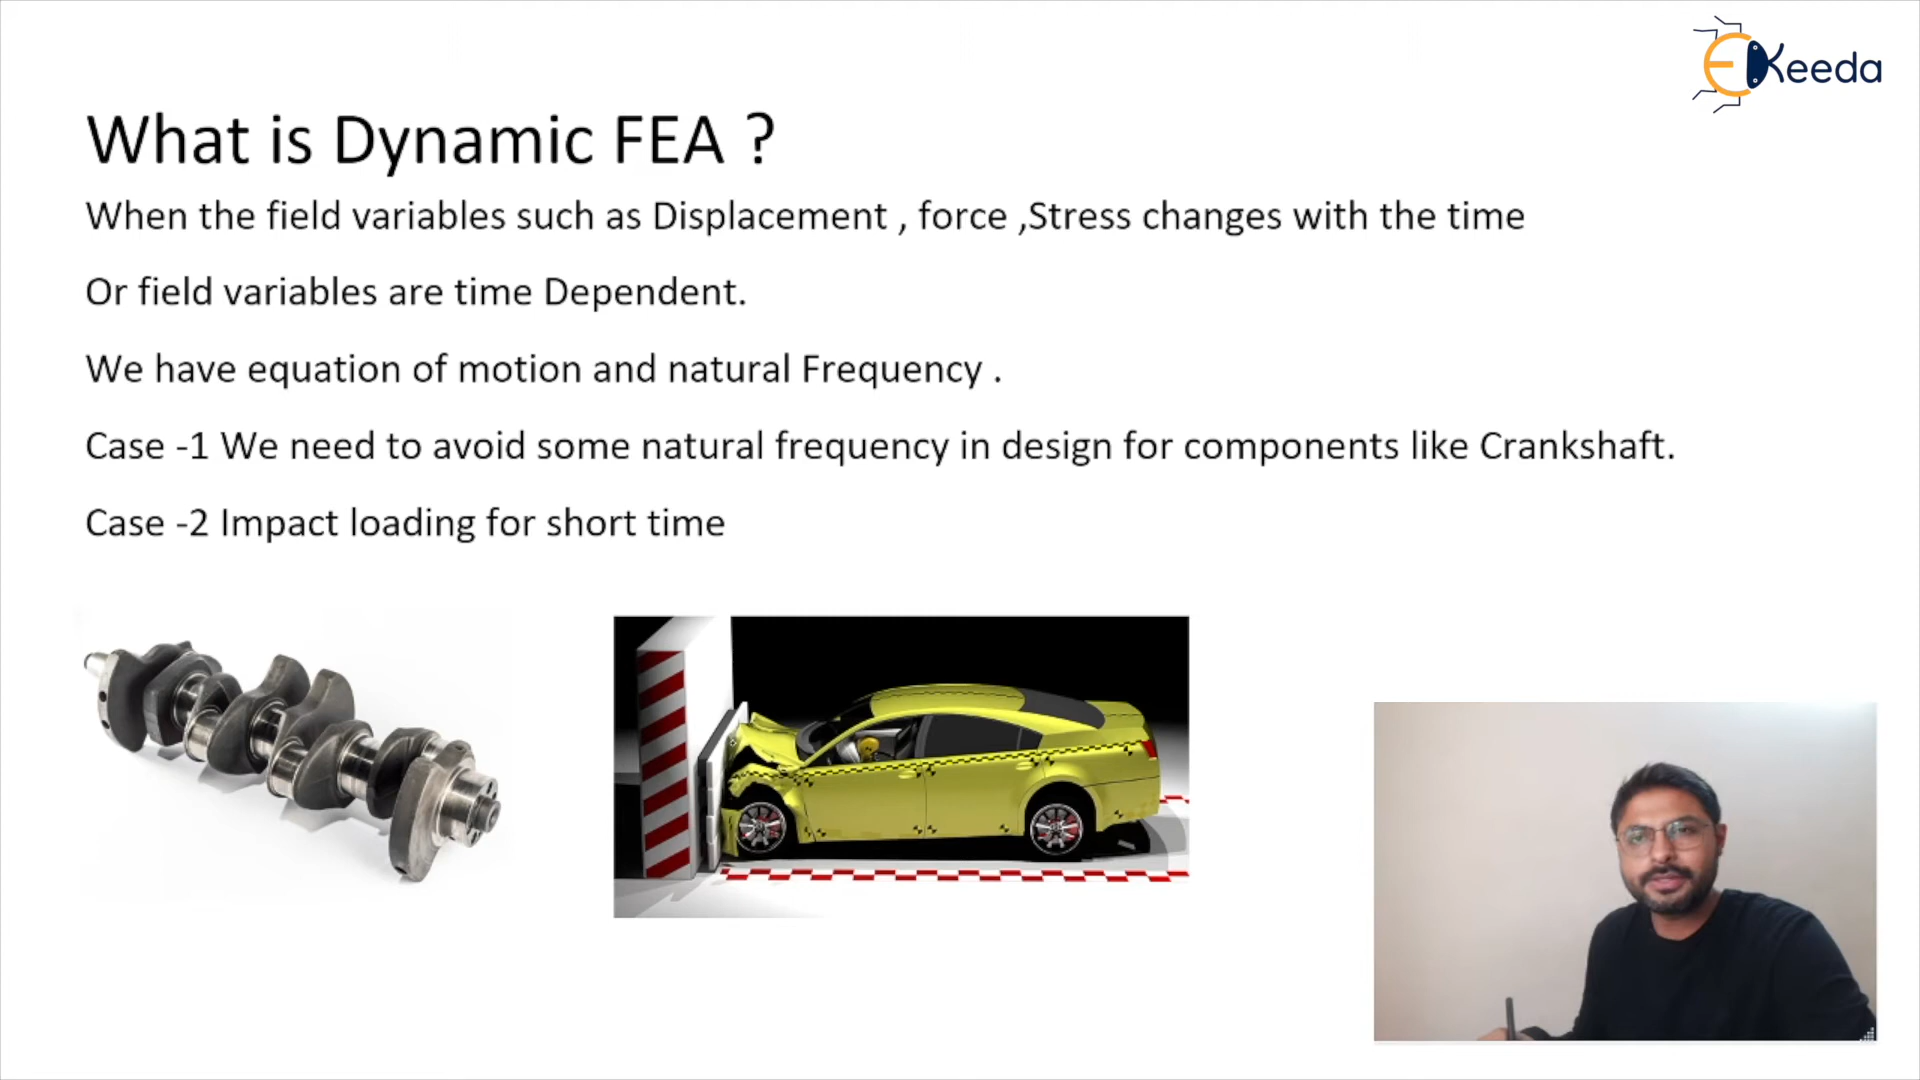 EKeeda
What is Dynamic FEA ?
When the field variables such as Displacement , force ,Stress changes with the time
Or field variables are time Dependent.
We have equation of motion and natural Frequency .
Case -1 We need to avoid some natural frequency in design for components like Crankshaft.
Case -2 Impact loading for short time